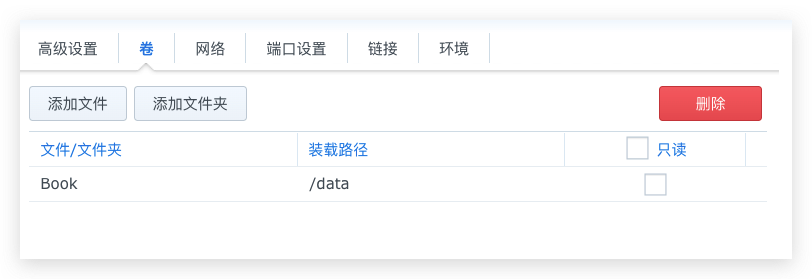 高级设置 卷 网络 端口设置 链接 环境
添加文件 添加文件夹 删除
文件/文件夹 装载路径 只读
Book /data